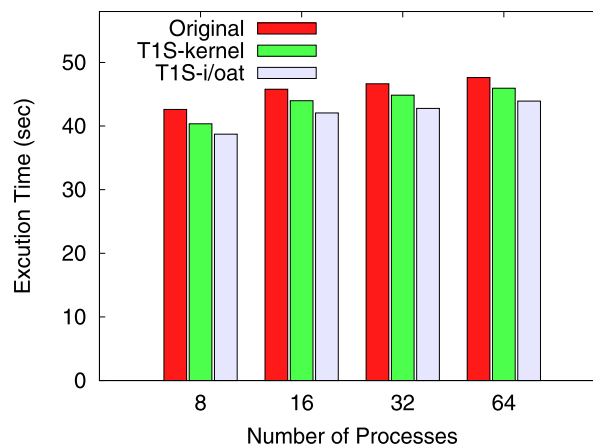 Original
T1S-kernel
T1S-i/oat
50
40
30
20
10
0
Excution Time (sec)
8 16 32 64
Number of Processes